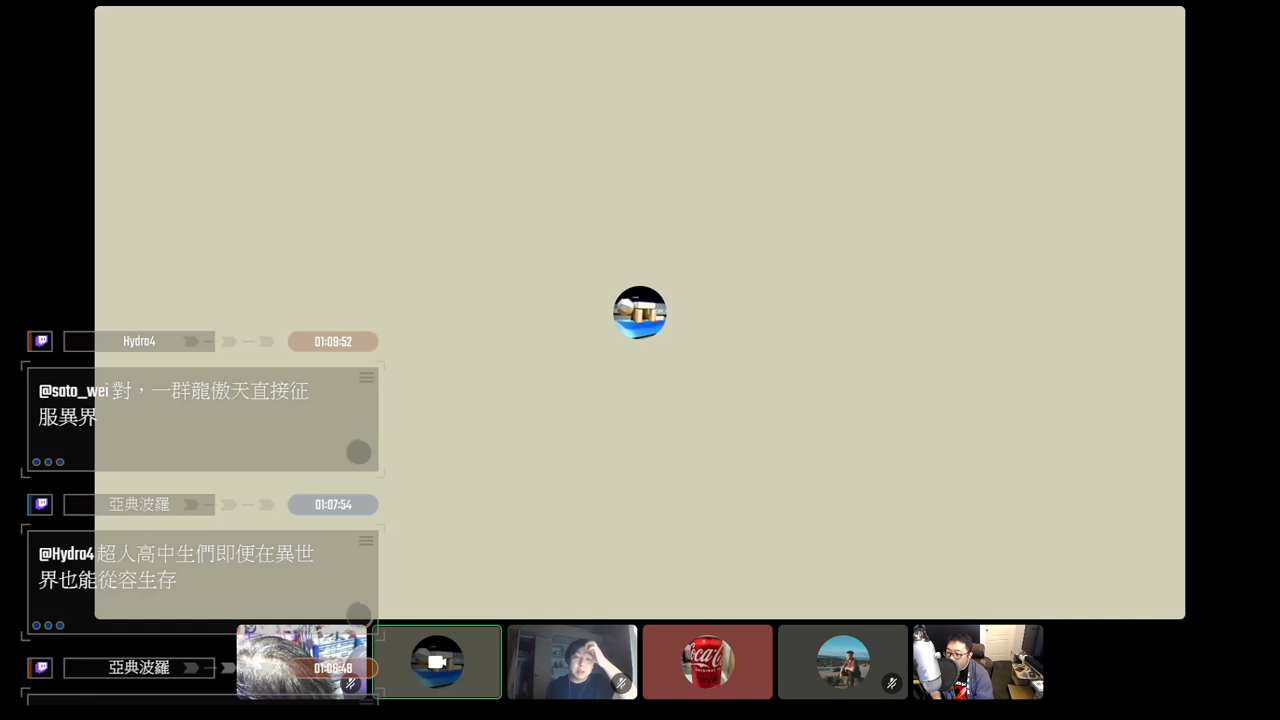 Hydra4
01:09:52
@sato_wei 對，一群龍傲天直接征
服異界
亞典波羅
01:07:54
@Hydra4 超人高中生們即便在異世
界也能從容生存
亞典波羅
01:06:48
Coca-Cola